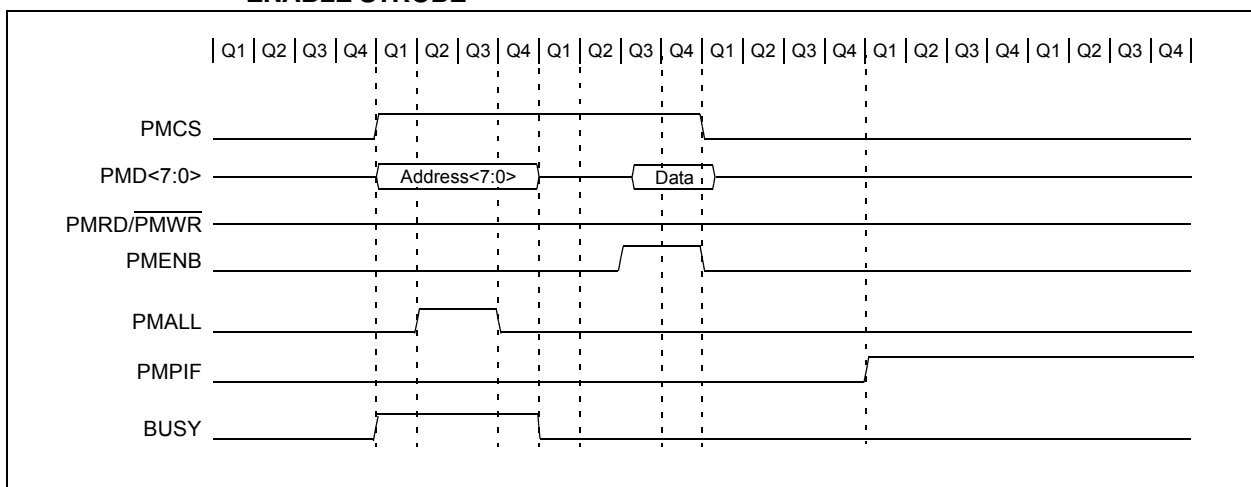 | Q1 | Q2 | Q3 | Q4 | Q1 | Q2 | Q3 | Q4 | Q1 | Q2 | Q3 | Q4 | Q1 | Q2 | Q3 | Q4 | Q1 | Q2 | Q3 | Q4 | Q1 | Q2 | Q3 | Q4 |
PMCS
PMD<7:0> Address<7:0> Data
PMRD/PMWR
PMENB
PMALL
PMPIF
BUSY